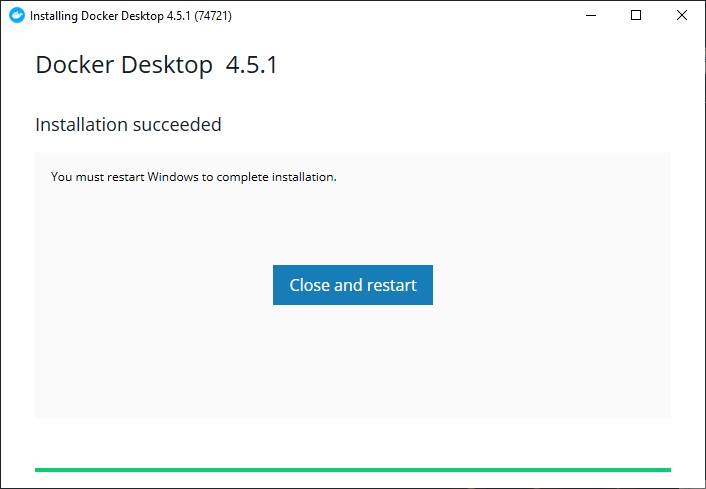 Installing Docker Desktop 4.5.1 (74721)
Docker Desktop 4.5.1
Installation succeeded
You must restart Windows to complete installation.
Close and restart